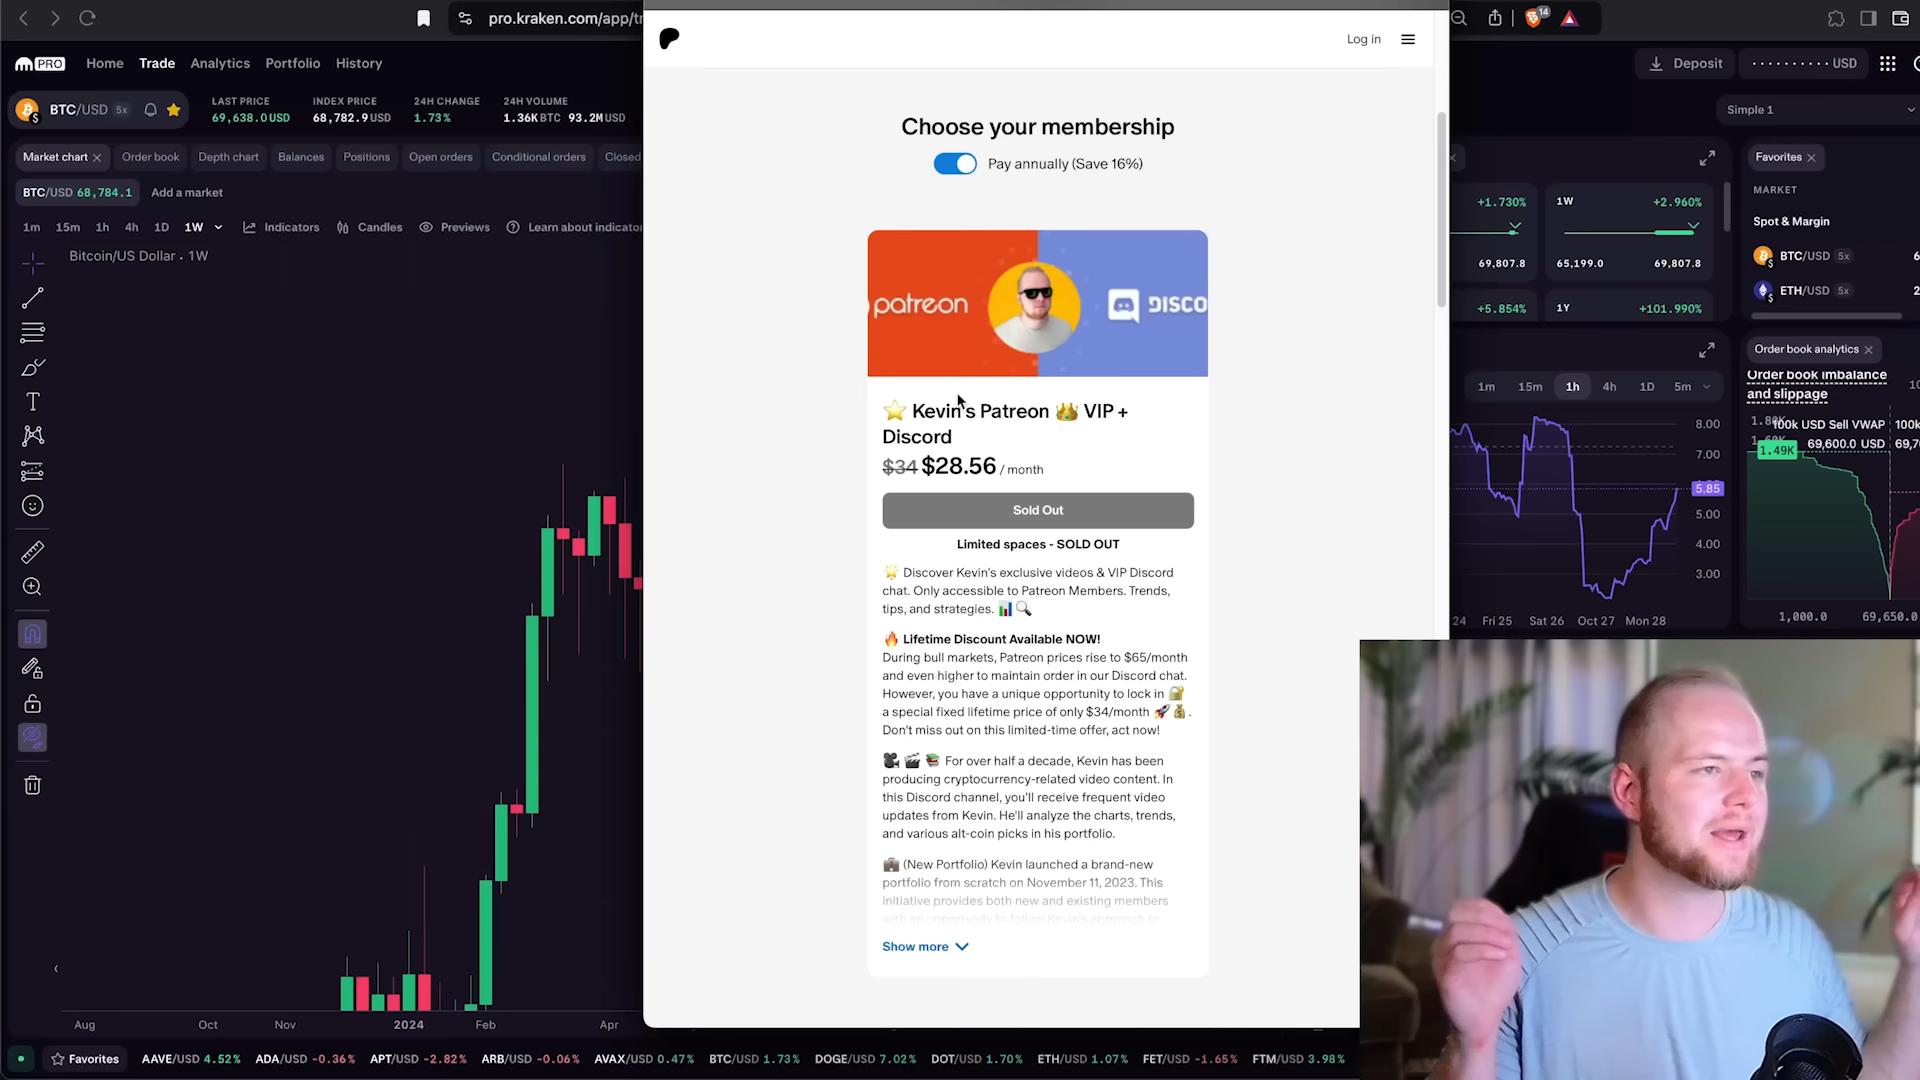 pro.kraken.com/app/tr
14
PRO
Home
Trade
Analytics
Portfolio
History
Deposit
USD
BTC/USD 5x
LAST PRICE
69,638.0 USD
INDEX PRICE
68,782.9 USD
24H CHANGE
1.73%
24H VOLUME
1.36K BTC 93.2M USD
Simple 1
Market chart
Order book
Depth chart
Balances
Positions
Open orders
Conditional orders
Closed
BTC/USD 68,784.1
Add a market
1m
15m
1h
4h
1D
1W
Indicators
Candles
Previews
Learn about indicator
Bitcoin/US Dollar . 1W
Aug
Oct
Nov
2024
Feb
Apr
Log in
Choose your membership
Pay annually (Save 16%)
patreon
DISCO
Kevin's Patreon 👑 VIP +
Discord
$34 $28.56 / month
Sold Out
Limited spaces - SOLD OUT
🌟 Discover Kevin's exclusive videos & VIP Discord
chat. Only accessible to Patreon Members. Trends,
tips, and strategies. 📊 🔍
🔥 Lifetime Discount Available NOW!
During bull markets, Patreon prices rise to $65/month
and even higher to maintain order in our Discord chat.
However, you have a unique opportunity to lock in 🔐
a special fixed lifetime price of only $34/month 🚀 💰.
Don't miss out on this limited-time offer, act now!
🎥 🎬 📚 For over half a decade, Kevin has been
producing cryptocurrency-related video content. In
this Discord channel, you'll receive frequent video
updates from Kevin. He'll analyze the charts, trends,
and various alt-coin picks in his portfolio.
💼 (New Portfolio) Kevin launched a brand-new
portfolio from scratch on November 11, 2023. This
initiative provides both new and existing members
with an opportunity to follow Kevin's approach to
Show more
+1.730%
69,807.8
1W
+2.960%
65,199.0
69,807.8
+5.854%
1Y
+101.990%
Favorites
MARKET
Spot & Margin
BTC/USD 5x
ETH/USD 5x
1m
15m
1h
4h
1D
5m
8.00
7.00
5.85
5.00
4.00
3.00
24
Fri 25
Sat 26
Oct 27
Mon 28
Order book analytics
Order book imbalance
and slippage
100k USD Sell VWAP
69,600.0 USD
100k
69,7
1.49K
1,000.0
69,650.0
Favorites
AAVE/USD 4.52%
ADA/USD -0.36%
APT/USD -2.82%
ARB/USD -0.06%
AVAX/USD 0.47%
BTC/USD 1.73%
DOGE/USD 7.02%
DOT/USD 1.70%
ETH/USD 1.07%
FET/USD -1.65%
FTM/USD 3.98%